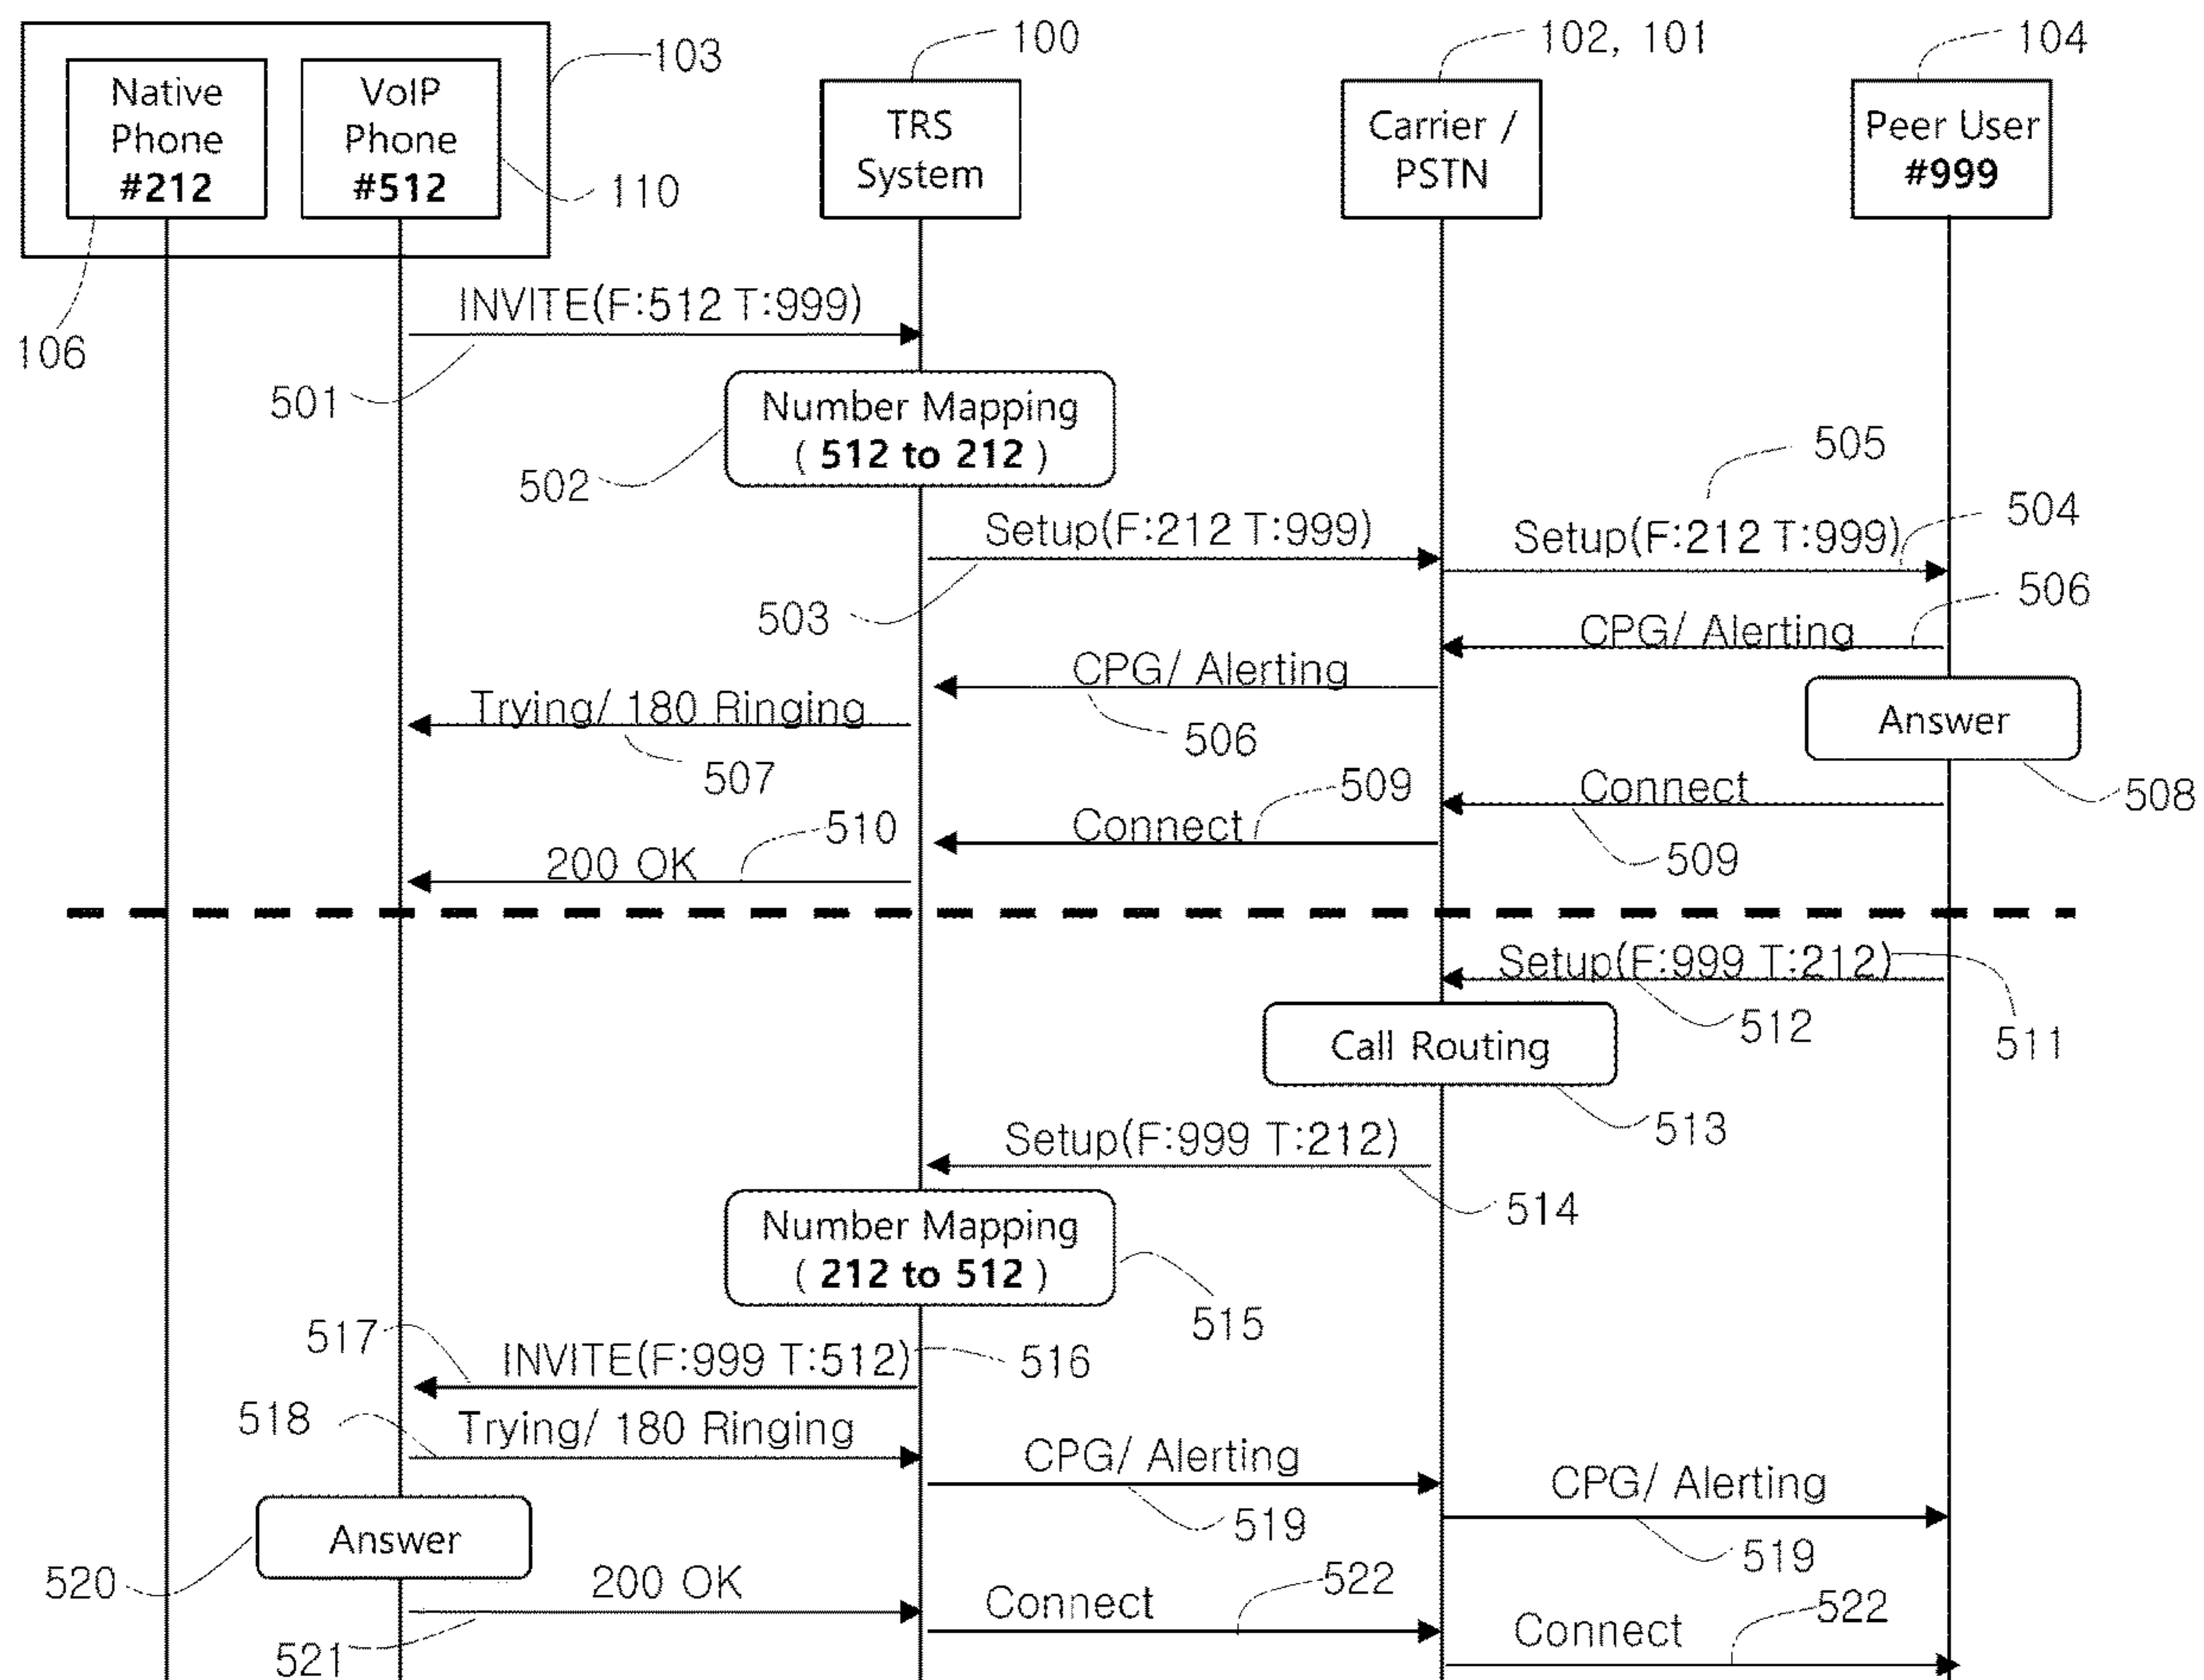 100
102, 101
104
103
Native
Phone
#212
VoIP
Phone
#512
110
TRS
System
Carrier /
PSTN
Peer User
#999
106
INVITE(F:512 T:999)
501
Number Mapping
( 512 to 212 )
502
505
504
Setup(F:212 T:999)
Setup(F:212 T:999)
503
506
CPG/ Alerting
CPG/ Alerting
Trying/ 180 Ringing
506
Answer
507
508
509
Connect
Connect
510
509
200 OK
Setup(F:999 T:212)
512
511
Call Routing
513
Setup(F:999 T:212)
514
Number Mapping
( 212 to 512 )
515
517
INVITE(F:999 T:512)
516
518
Trying/ 180 Ringing
CPG/ Alerting
CPG/ Alerting
519
519
Answer
520
200 OK
522
Connect
522
Connect
521